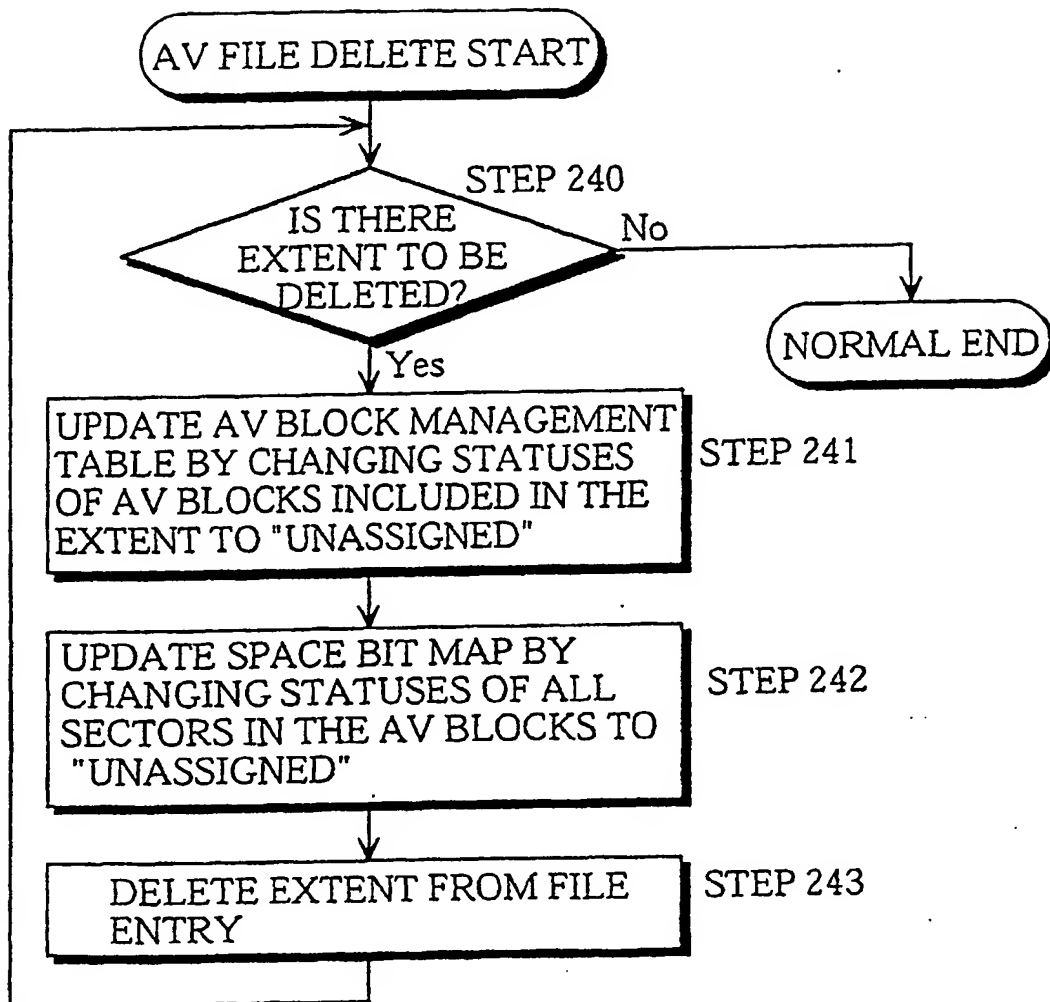 AV FILE DELETE START
STEP 240
IS THERE
EXTENT TO BE
DELETED?
No
NORMAL END
Yes
UPDATE AV BLOCK MANAGEMENT
TABLE BY CHANGING STATUSES
OF AV BLOCKS INCLUDED IN THE
EXTENT TO "UNASSIGNED"
STEP 241
UPDATE SPACE BIT MAP BY
CHANGING STATUSES OF ALL
SECTORS IN THE AV BLOCKS TO
"UNASSIGNED"
STEP 242
DELETE EXTENT FROM FILE
ENTRY
STEP 243